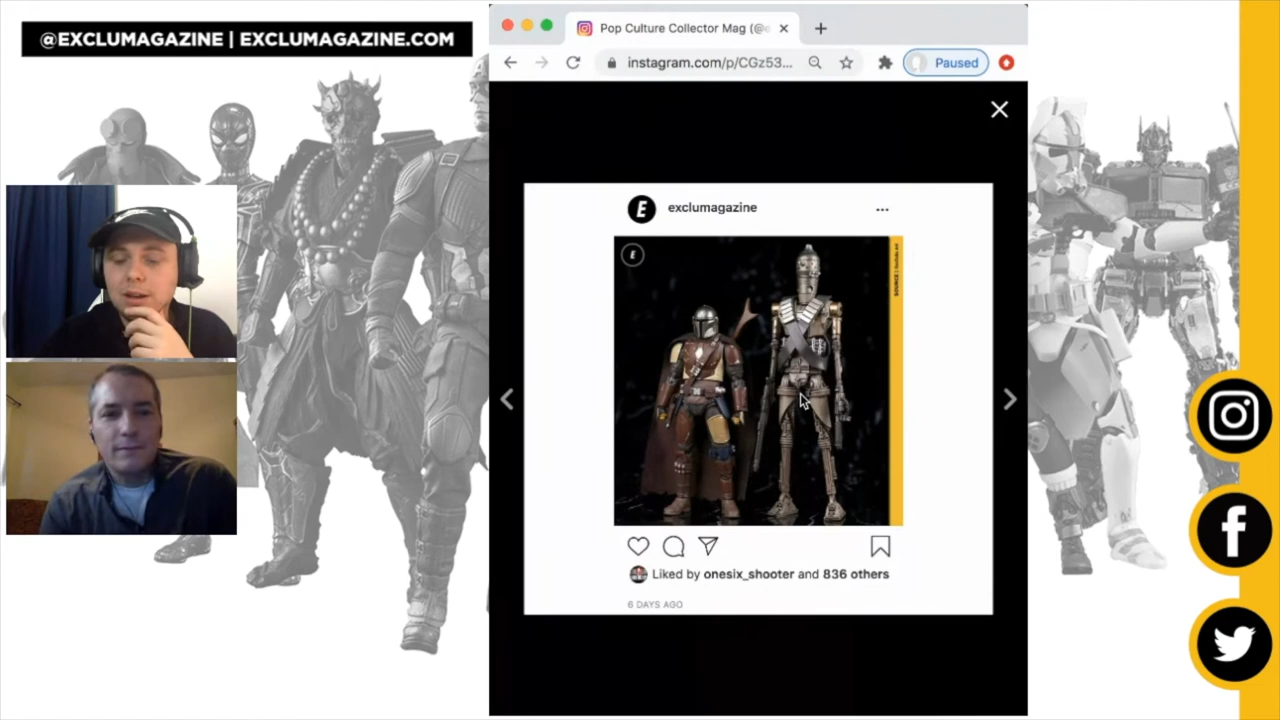 @EXCLUMAGAZINE | EXCLUMAGAZINE.COM
Pop Culture Collector Mag (@e
instagram.com/p/CGz53...
Paused
E exclumagazine
E
Liked by onesix_shooter and 836 others
6 DAYS AGO